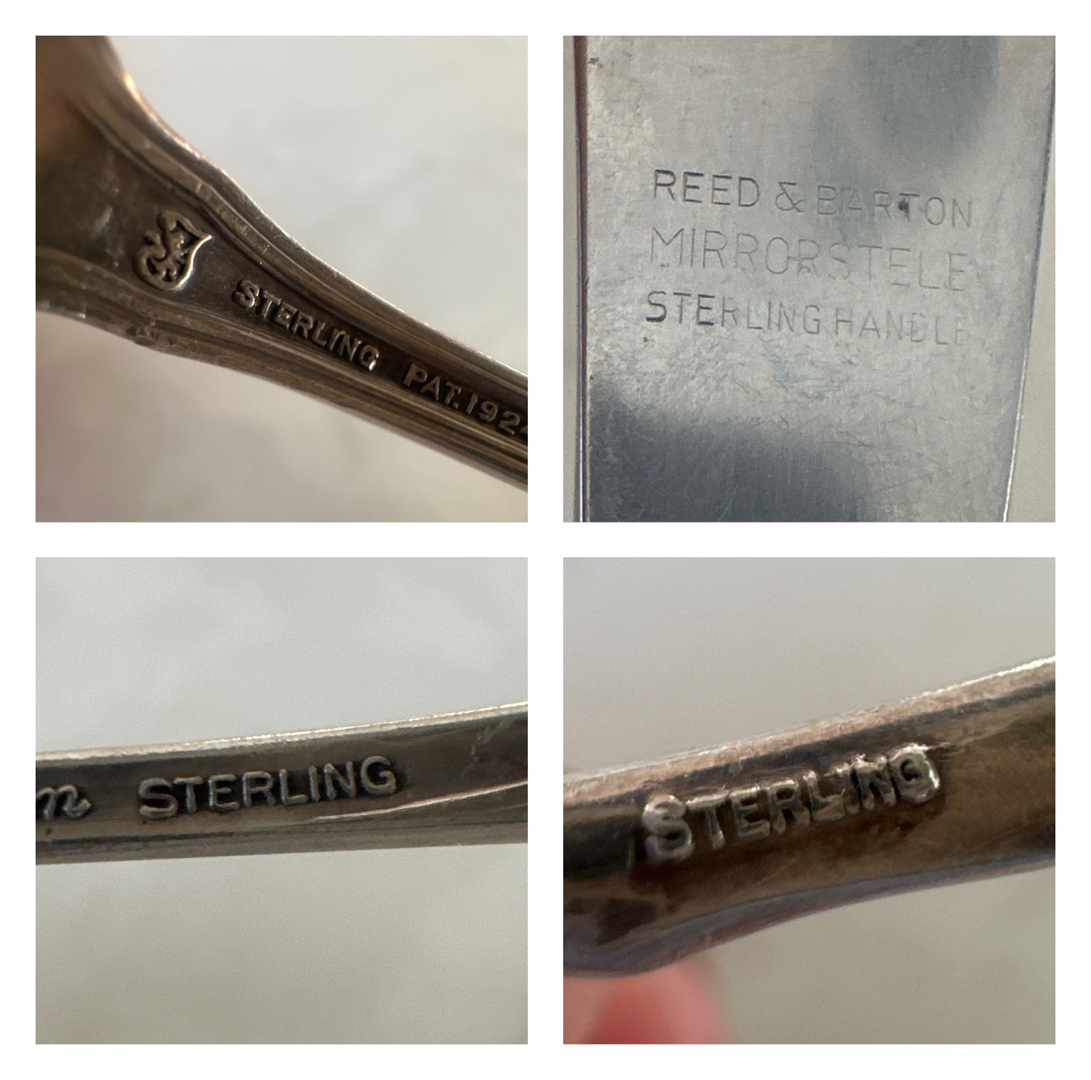 STERLING PAT. 1924
REED & BARTON
MIRRORSTELE
STERLING HANDLE
n STERLING
STERLING